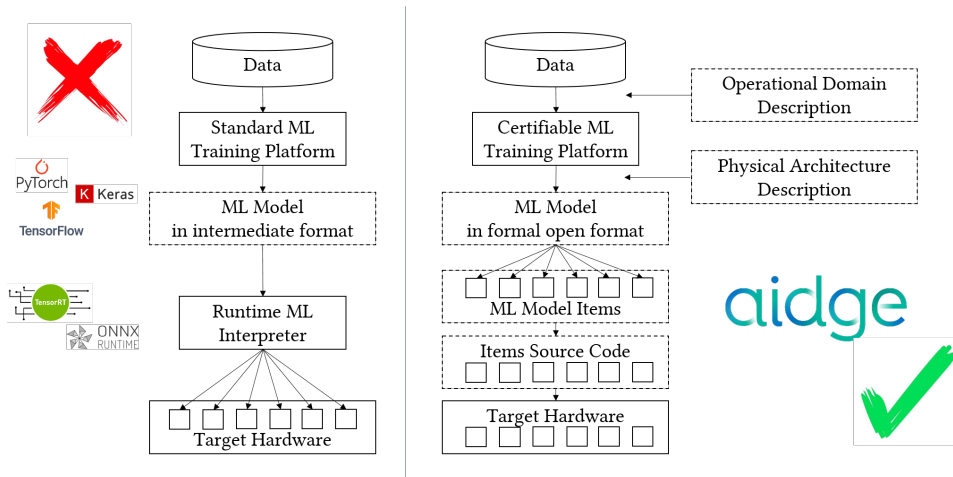 Data
Standard ML
Training Platform
PyTorch
K Keras
TensorFlow
ML Model
in intermediate format
TensorRT
ONNX
RUNTIME
Runtime ML
Interpreter
Target Hardware
Data
Operational Domain
Description
Certifiable ML
Training Platform
Physical Architecture
Description
ML Model
in formal open format
ML Model Items
Items Source Code
Target Hardware
aidge